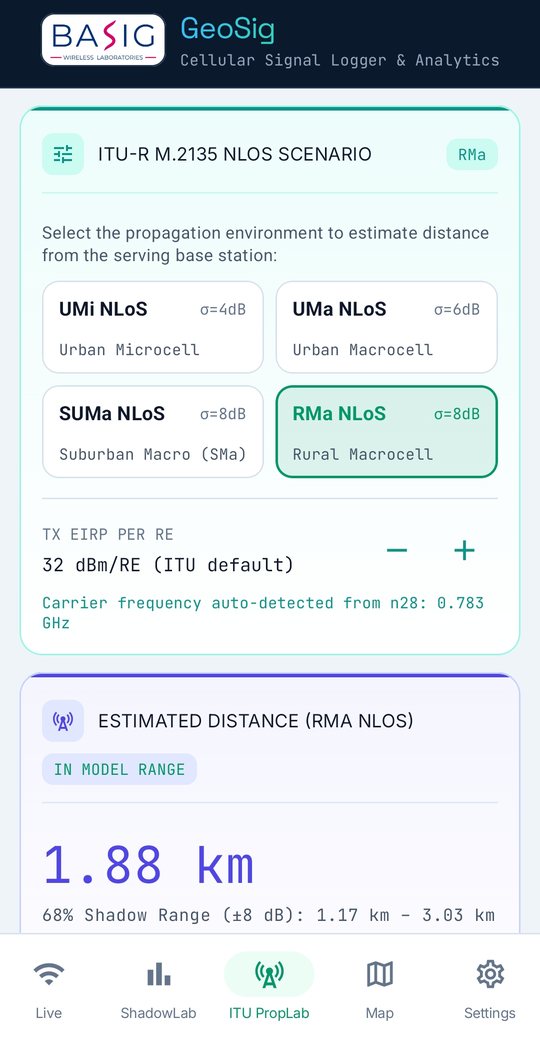 BASIG
WIRELESS LABORATORIES
GeoSig
Cellular Signal Logger & Analytics
ITU-R M.2135 NLOS SCENARIO
RMa
Select the propagation environment to estimate distance
from the serving base station:
UMi NLoS σ=4dB
Urban Microcell
UMa NLoS σ=6dB
Urban Macrocell
SUMa NLoS σ=8dB
Suburban Macro (SMa)
RMa NLoS σ=8dB
Rural Macrocell
TX EIRP PER RE
32 dBm/RE (ITU default)
− +
Carrier frequency auto-detected from n28: 0.783
GHz
ESTIMATED DISTANCE (RMA NLOS)
IN MODEL RANGE
1.88 km
68% Shadow Range (±8 dB): 1.17 km – 3.03 km
Live
ShadowLab
ITU PropLab
Map
Settings